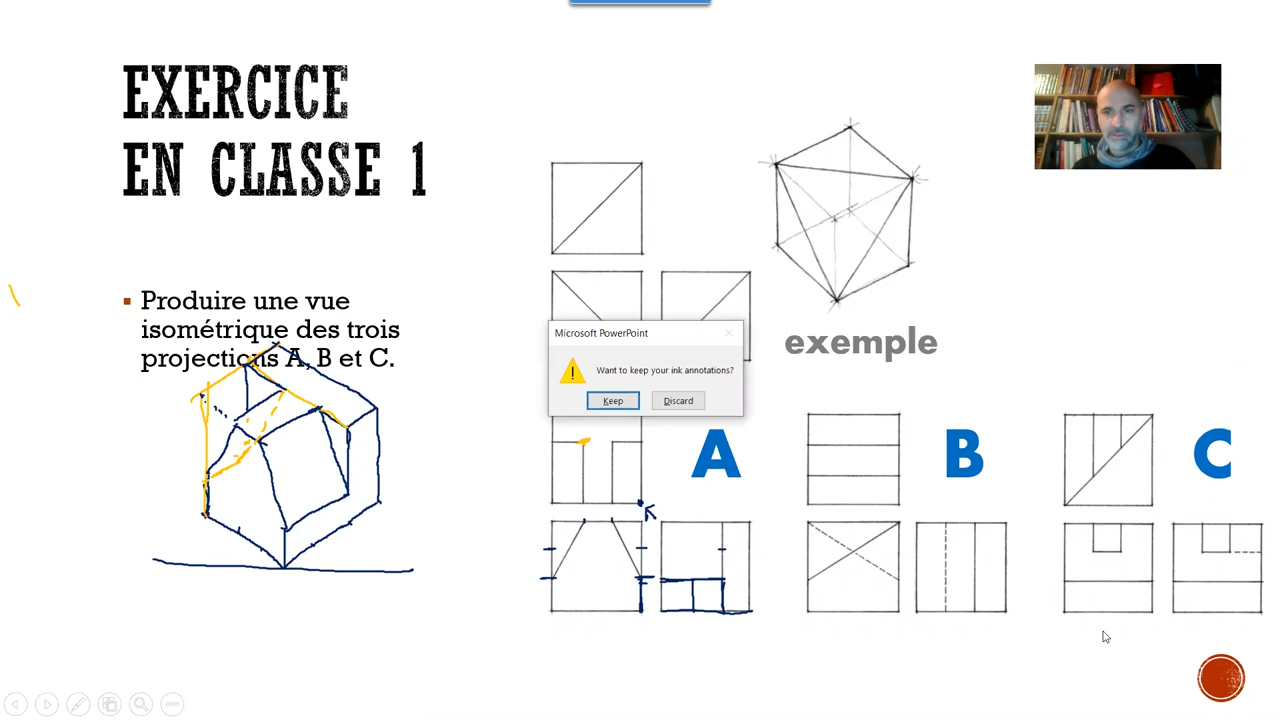 EXERCICE
EN CLASSE 1
Produire une vue
isométrique des trois
projections A, B et C.
exemple
Microsoft PowerPoint
Want to keep your ink annotations?
Keep
Discard
A
B
C